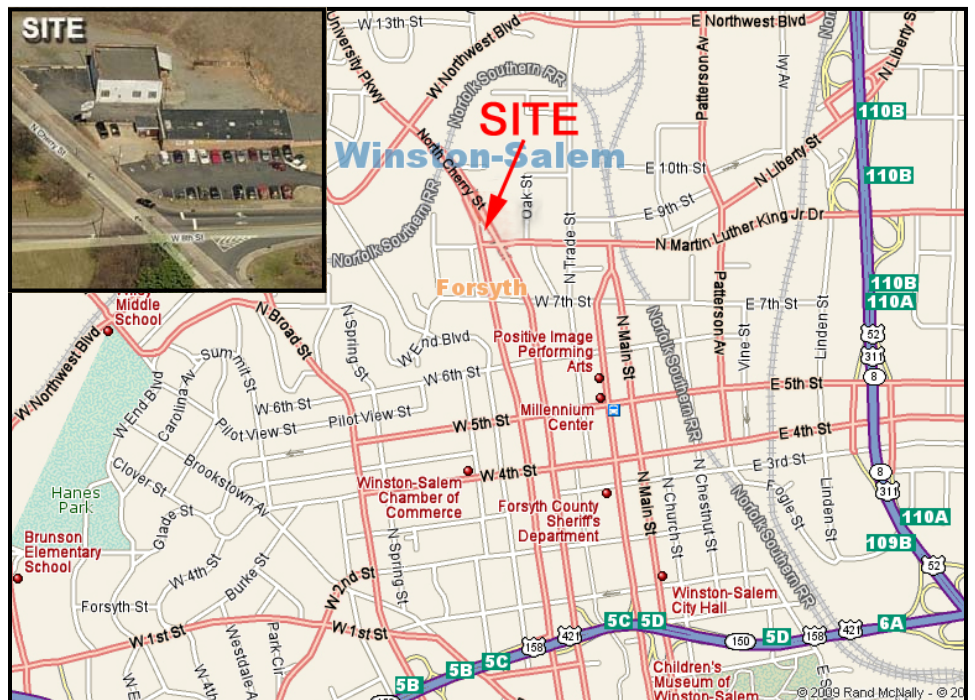 SITE
N Cherry St
W 8th St
W 13th St
University Pkwy
W Northwest Blvd
E Northwest Blvd
Norfolk Southern RR
Patterson Av
Ivy Av
N Liberty St
110B
SITE
Winston-Salem
North Cherry St
Oak St
E 10th St
N Liberty St
110B
E 9th St
Norfolk Southern RR
N Trade St
N Martin Luther King Jr Dr
Forsyth
W 7th St
E 7th St
Patterson Av
110B
110A
Middle
School
N Broad St
N Spring St
W End Blvd
Positive Image
Performing
Arts
N Main St
Norfolk Southern RR
Vine St
Linden St
52
311
8
W Northwest Blvd
Summit St
W End Blvd
Carolina Av
W 6th St
W 6th St
Pilot View St
Pilot View St
E 5th St
Millennium
Center
W 5th St
E 4th St
Brookstown Av
Clover St
W 4th St
E 3rd St
8
311
Hanes
Park
Winston-Salem
Chamber of
Commerce
Forsyth County
Sheriff's
Department
N Main St
N Church St
N Chestnut St
Norfolk Southern RR
Ogle St
Linden St
110A
109B
Glade St
Brunson
Elementary
School
N Spring St
W 4th St
Burke St
W 2nd St
52
Forsyth St
Winston-Salem
City Hall
W 1st St
W 1st St
Westdale Av
Park Cir
158
421
5C
5D
150
5D
158
421
6A
5B
5C
5B
Children's
Museum of
Winston-Salem
© 2009 Rand McNally - © 20